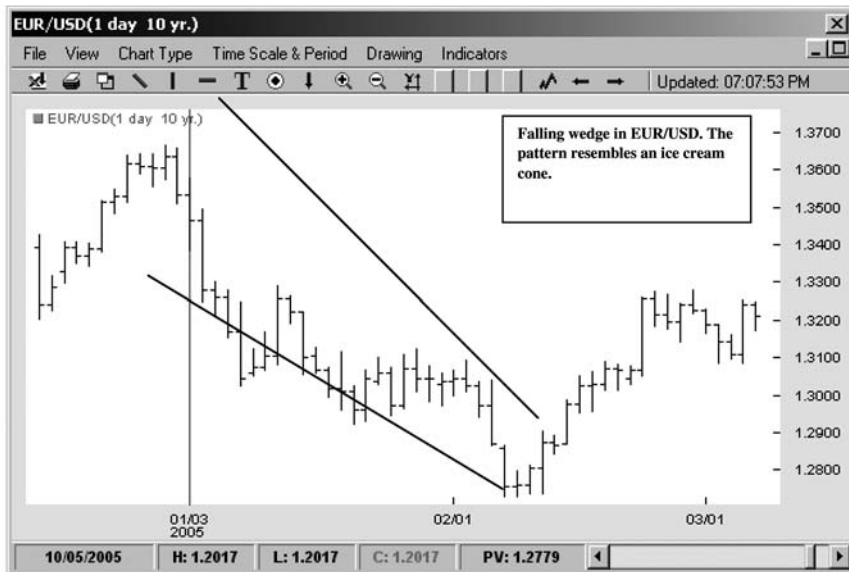 EUR/USD(1 day 10 yr.)
File View Chart Type Time Scale & Period Drawing Indicators
T Updated: 07:07:53 PM
EUR/USD(1 day 10 yr.)
Falling wedge in EUR/USD. The
pattern resembles an ice cream
cone.
1.3700
1.3600
1.3500
1.3400
1.3300
1.3200
1.3100
1.3000
1.2900
1.2800
01/03 02/01 03/01
2005
10/05/2005 H: 1.2017 L: 1.2017 C: 1.2017 PV: 1.2779